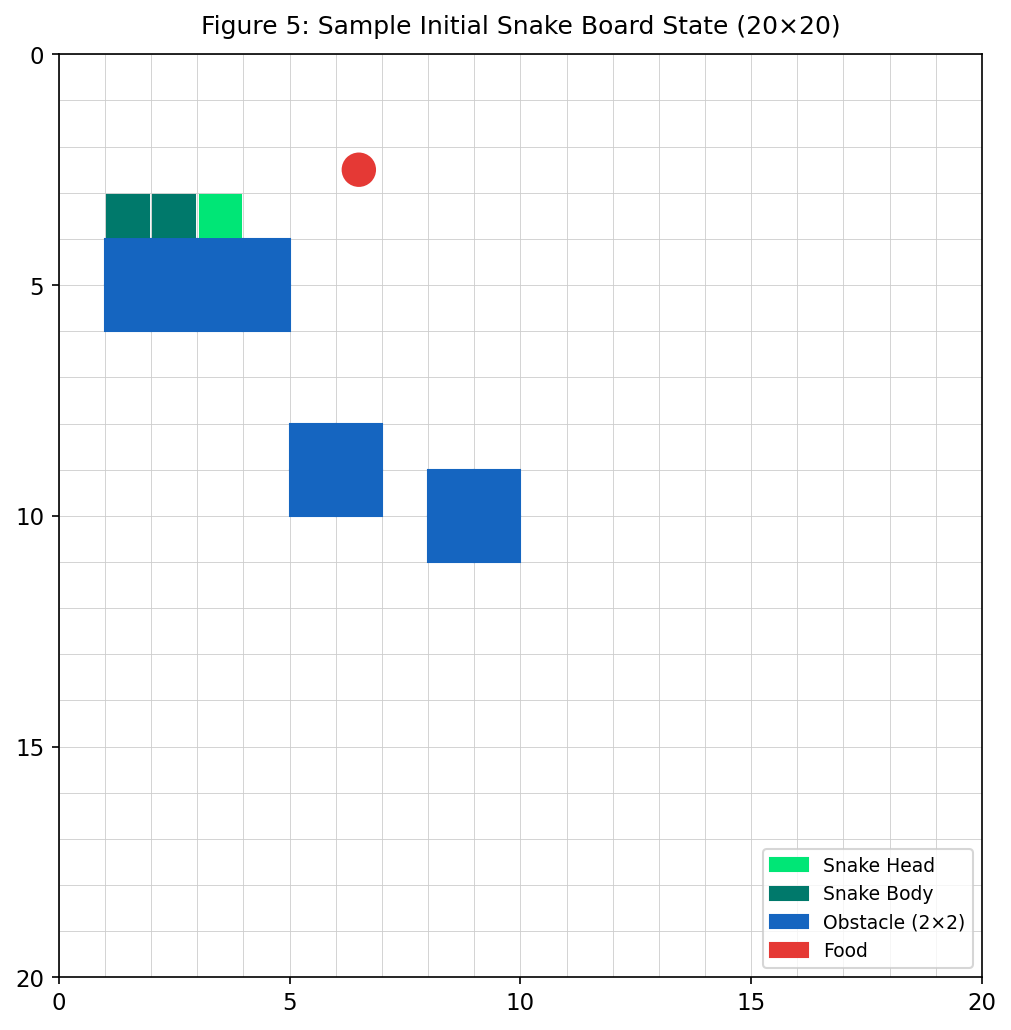 Figure 5: Sample Initial Snake Board State (20×20)
0
5
10
15
20
0 5 10 15 20
Snake Head
Snake Body
Obstacle (2×2)
Food